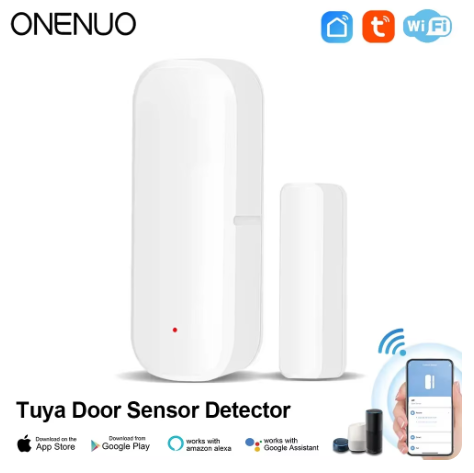 ONENUO
Wi Fi
Tuya Door Sensor Detector
Download on the
App Store
Download from
Google Play
works with
amazon alexa
works with
Google Assistant